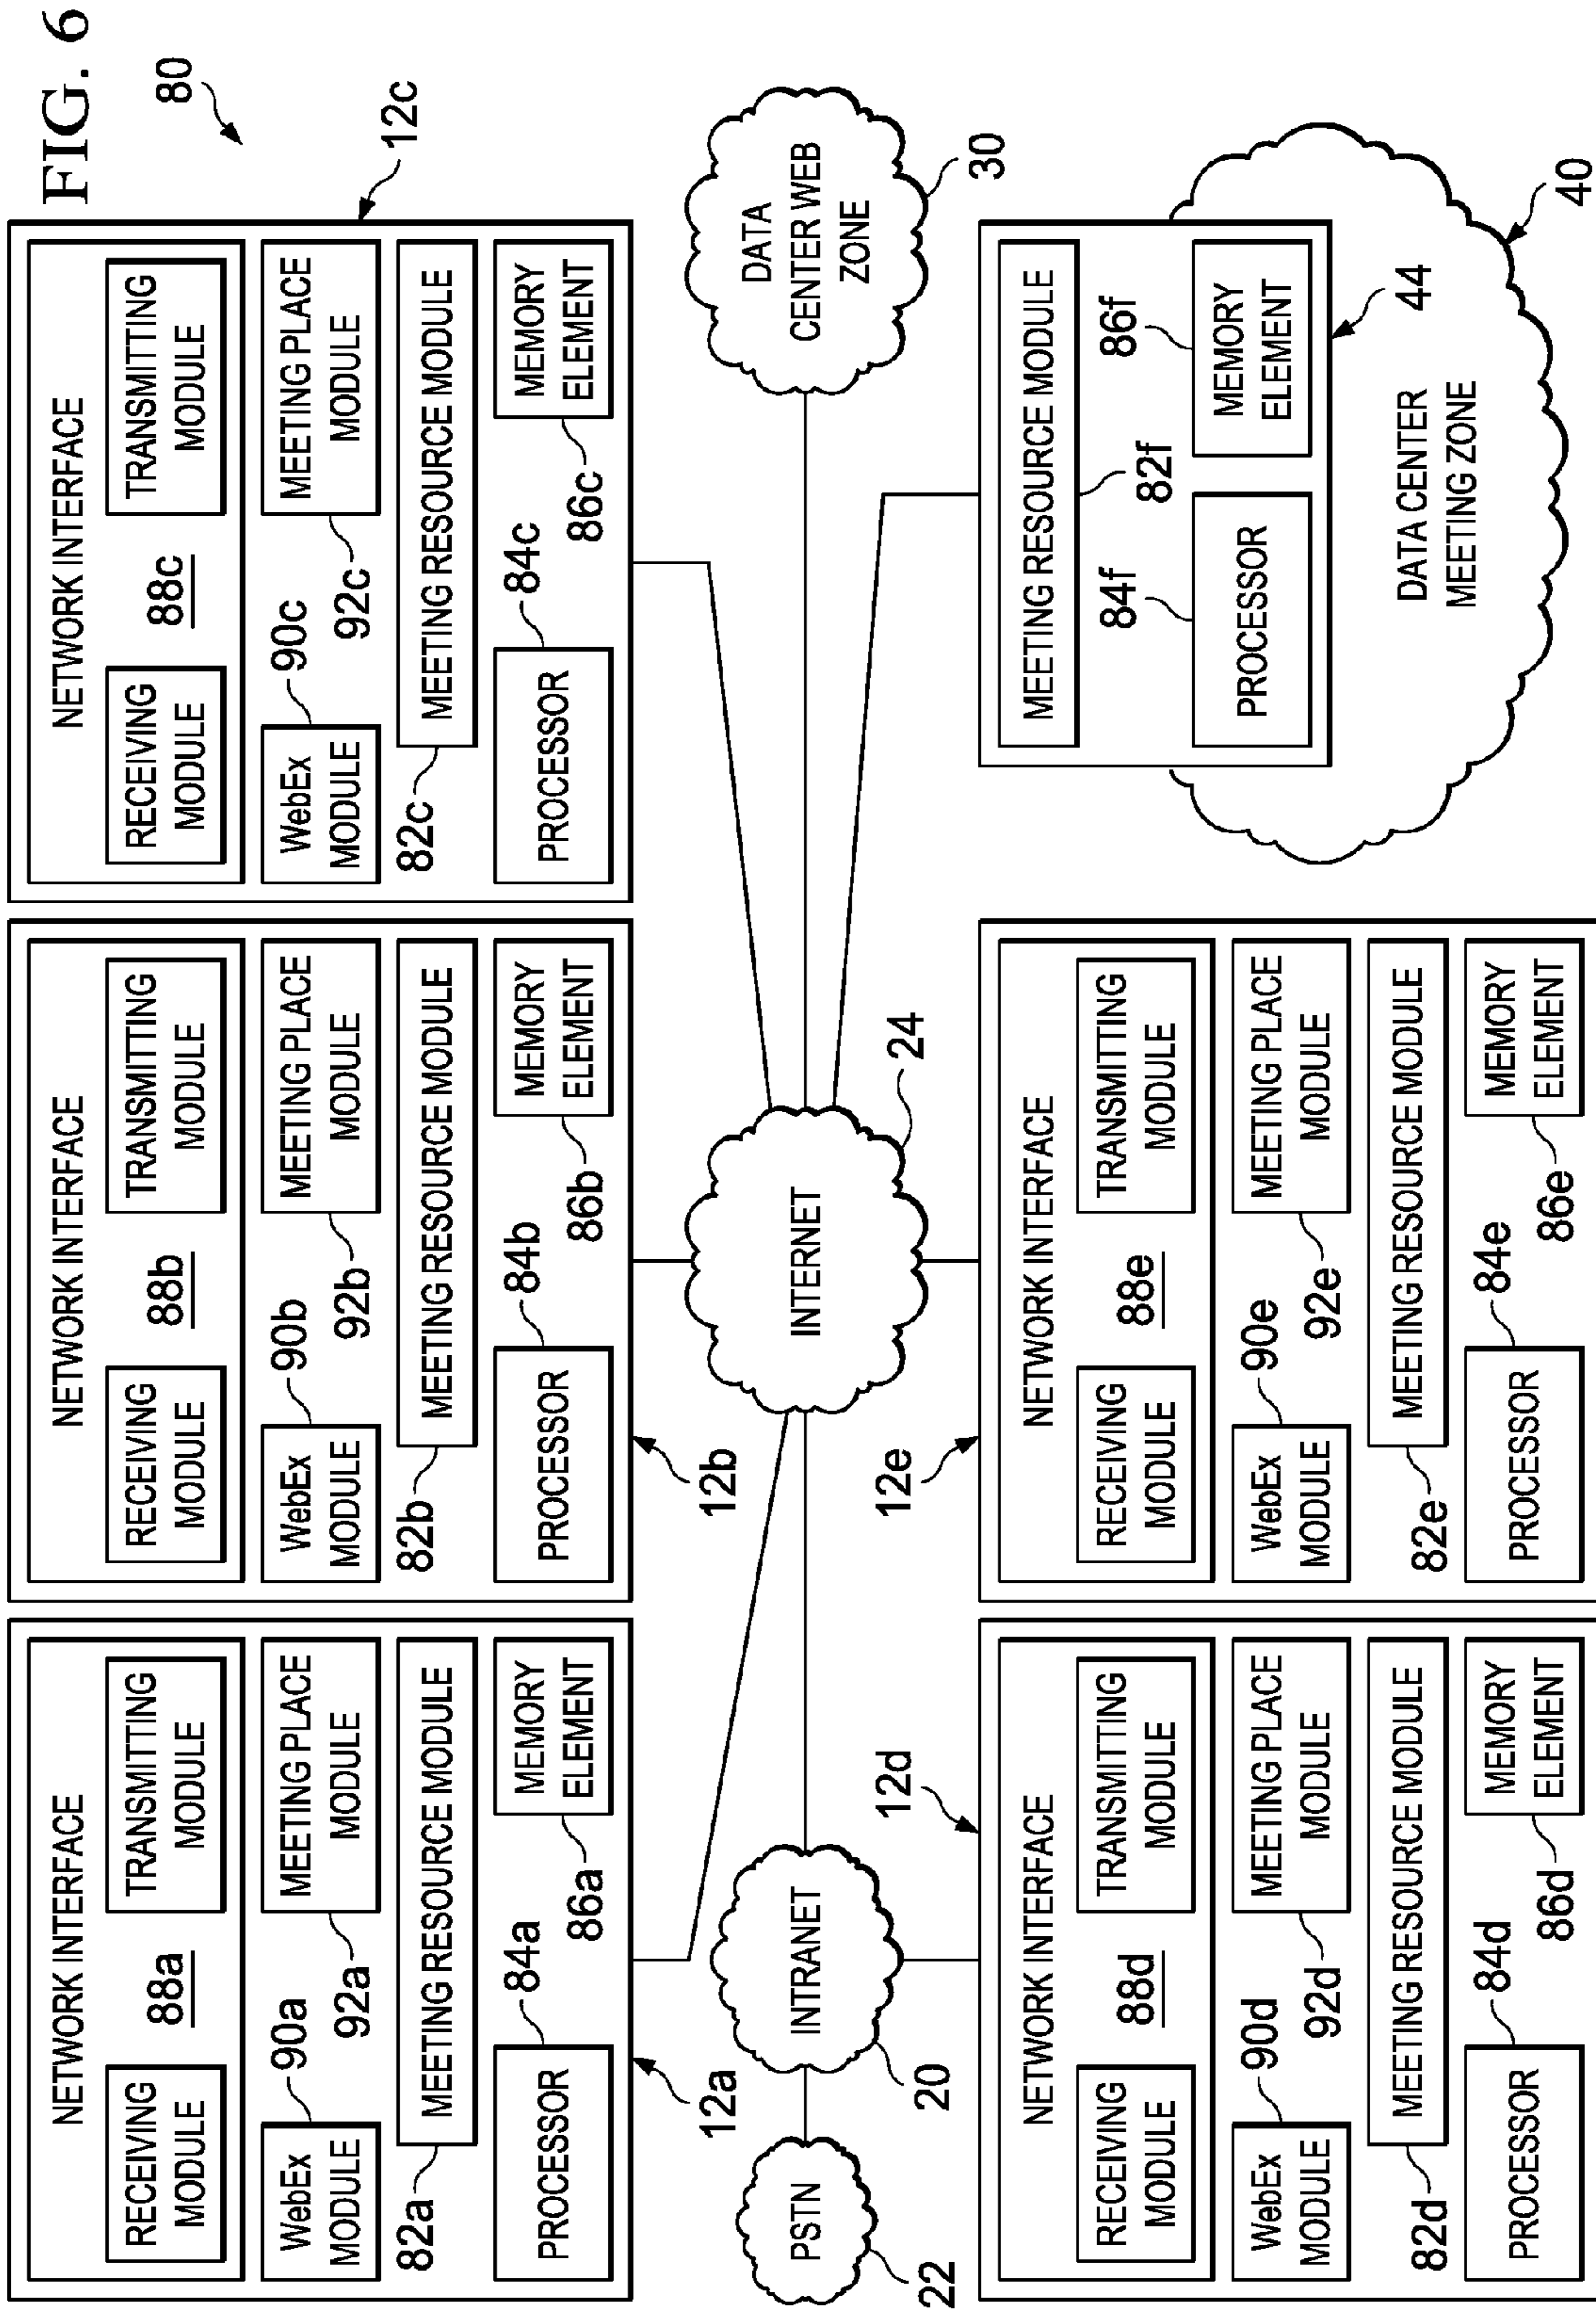 FIG. 6
80
NETWORK INTERFACE
RECEIVING
MODULE
88a
TRANSMITTING
MODULE
WebEx
MODULE
90a
MEETING PLACE
MODULE
92a
82a
MEETING RESOURCE MODULE
PROCESSOR
84a
MEMORY
ELEMENT
86a
12a
NETWORK INTERFACE
RECEIVING
MODULE
88b
TRANSMITTING
MODULE
WebEx
MODULE
90b
MEETING PLACE
MODULE
92b
82b
MEETING RESOURCE MODULE
PROCESSOR
84b
MEMORY
ELEMENT
86b
12b
NETWORK INTERFACE
RECEIVING
MODULE
88c
TRANSMITTING
MODULE
WebEx
MODULE
90c
MEETING PLACE
MODULE
92c
82c
MEETING RESOURCE MODULE
PROCESSOR
84c
MEMORY
ELEMENT
86c
12c
PSTN
22
INTRANET
20
INTERNET
24
DATA
CENTER WEB
ZONE
30
12d
NETWORK INTERFACE
RECEIVING
MODULE
88d
TRANSMITTING
MODULE
WebEx
MODULE
90d
MEETING PLACE
MODULE
92d
82d
MEETING RESOURCE MODULE
PROCESSOR
84d
MEMORY
ELEMENT
86d
12e
NETWORK INTERFACE
RECEIVING
MODULE
88e
TRANSMITTING
MODULE
WebEx
MODULE
90e
MEETING PLACE
MODULE
92e
82e
MEETING RESOURCE MODULE
PROCESSOR
84e
MEMORY
ELEMENT
86e
MEETING RESOURCE MODULE
82f
84f
86f
PROCESSOR
MEMORY
ELEMENT
44
DATA CENTER
MEETING ZONE
40